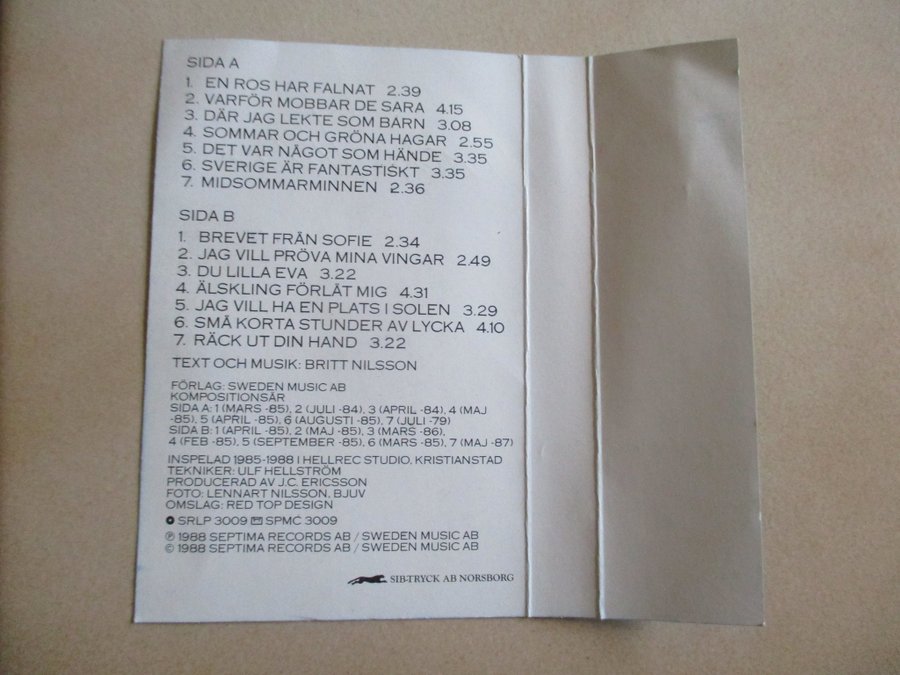 SIDA A
1. EN ROS HAR FALNAT 2.39
2. VARFÖR MOBBAR DE SARA 4.15
3. DÄR JAG LEKTE SOM BARN 3.08
4. SOMMAR OCH GRÖNA HAGAR 2.55
5. DET VAR NÅGOT SOM HÄNDE 3.35
6. SVERIGE ÄR FANTASTISKT 3.35
7. MIDSOMMARMINNEN 2.36
SIDA B
1. BREVET FRÅN SOFIE 2.34
2. JAG VILL PRÖVA MINA VINGAR 2.49
3. DU LILLA EVA 3.22
4. ÄLSKLING FÖRLÅT MIG 4.31
5. JAG VILL HA EN PLATS I SOLEN 3.29
6. SMÅ KORTA STUNDER AV LYCKA 4.10
7. RÄCK UT DIN HAND 3.22
TEXT OCH MUSIK: BRITT NILSSON
FÖRLAG: SWEDEN MUSIC AB
KOMPOSITIONSÅR
SIDA A: 1 (MARS -85), 2 (JULI -84), 3 (APRIL -84), 4 (MAJ
-85), 5 (APRIL -85), 6 (AUGUSTI -85), 7 (JULI -79)
SIDA B: 1 (APRIL -85), 2 (MAJ -85), 3 (MARS -86),
4 (FEB -85), 5 (SEPTEMBER -85), 6 (MARS -85), 7 (MAJ -87)
INSPELAD 1985-1988 I HELLREC STUDIO, KRISTIANSTAD
TEKNIKER: ULF HELLSTRÖM
PRODUCERAD AV J.C. ERICSSON
FOTO: LENNART NILSSON, BJUV
OMSLAG: RED TOP DESIGN
SRLP 3009 SPMC 3009
℗ 1988 SEPTIMA RECORDS AB / SWEDEN MUSIC AB
© 1988 SEPTIMA RECORDS AB / SWEDEN MUSIC AB
SIB-TRYCK AB NORSBORG